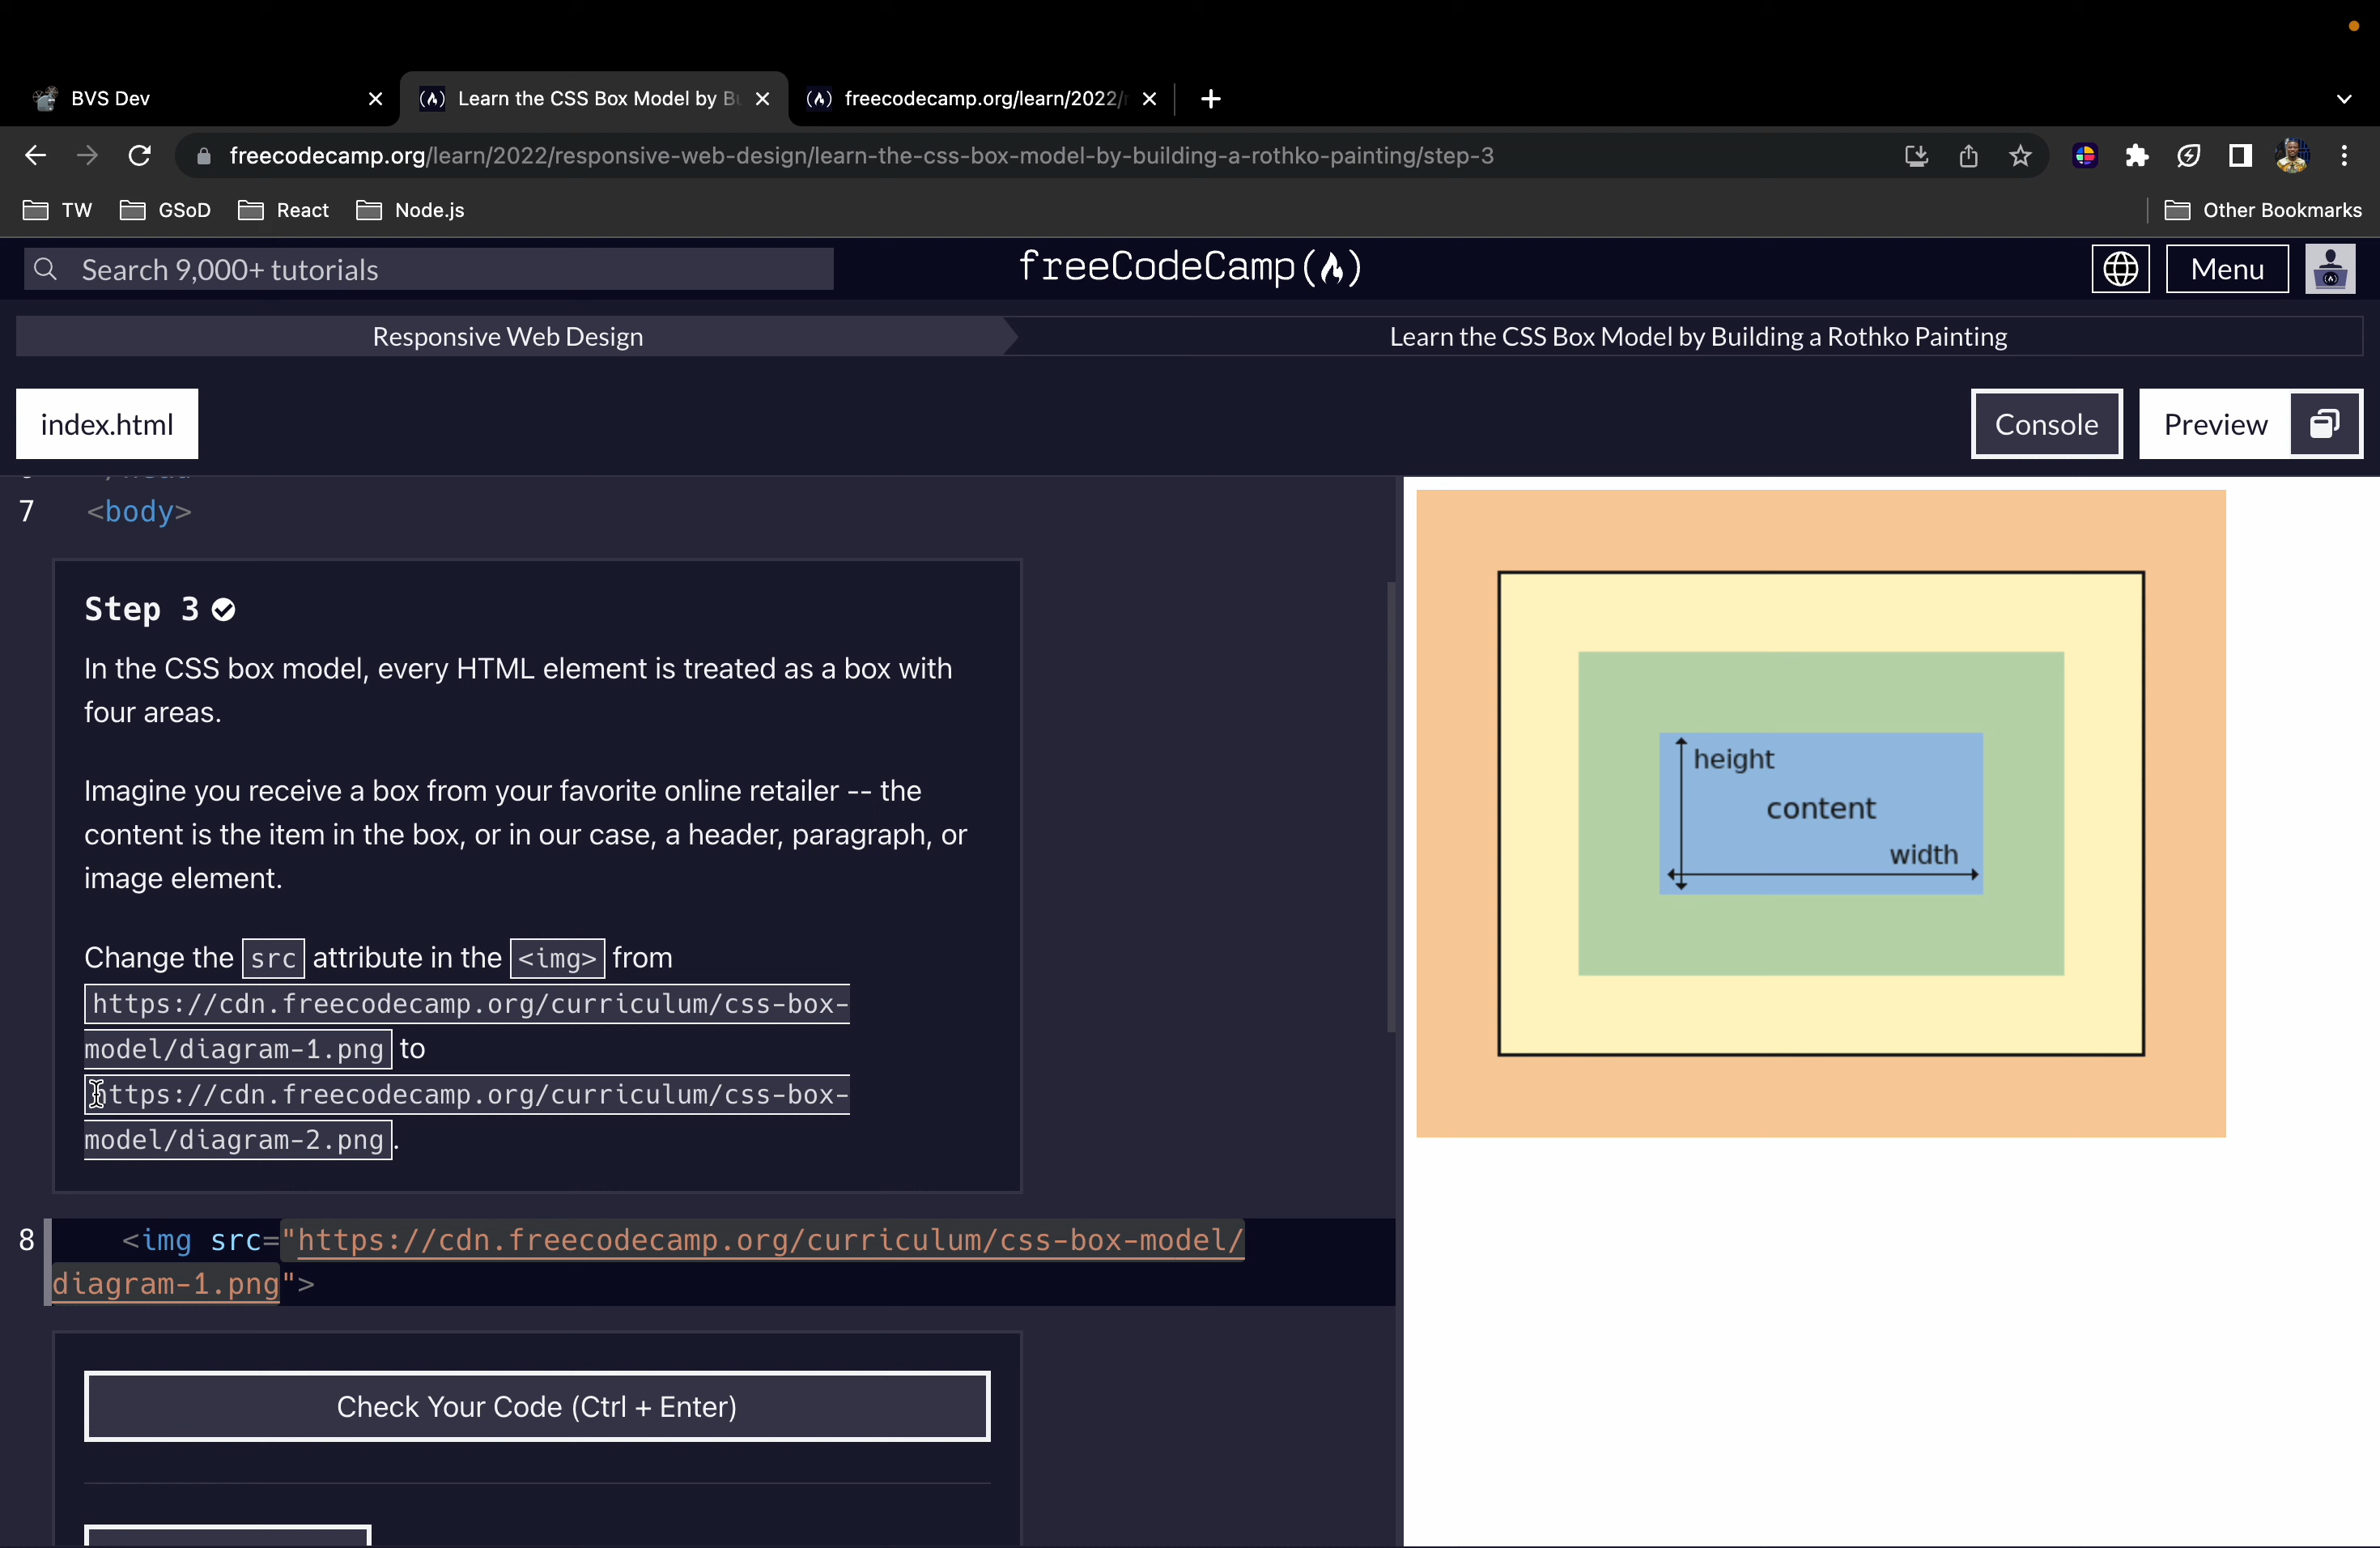 BVS Dev
Learn the CSS Box Model by Bu
freecodecamp.org/learn/2022/
freecodecamp.org/learn/2022/responsive-web-design/learn-the-css-box-model-by-building-a-rothko-painting/step-3
TW GSoD React Node.js Other Bookmarks
Search 9,000+ tutorials
freeCodeCamp
Menu
Responsive Web Design
Learn the CSS Box Model by Building a Rothko Painting
index.html
Console
Preview
7 <body>
Step 3
In the CSS box model, every HTML element is treated as a box with
four areas.
Imagine you receive a box from your favorite online retailer -- the
content is the item in the box, or in our case, a header, paragraph, or
image element.
Change the src attribute in the <img> from
https://cdn.freecodecamp.org/curriculum/css-box-
model/diagram-1.png to
https://cdn.freecodecamp.org/curriculum/css-box-
model/diagram-2.png.
8 <img src="https://cdn.freecodecamp.org/curriculum/css-box-model/
diagram-1.png">
Check Your Code (Ctrl + Enter)
height
content
width